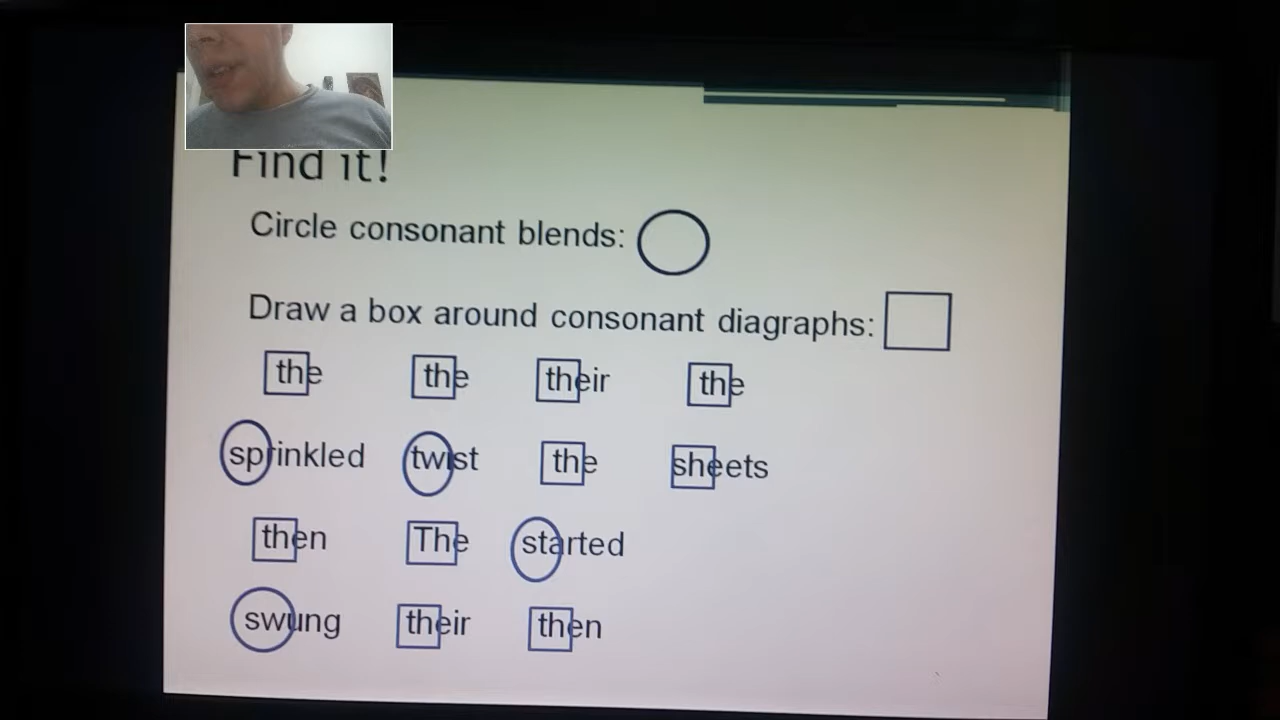 Find it!
Circle consonant blends:
Draw a box around consonant diagraphs:
the the their the
sprinkled twist the sheets
then The started
swung their then